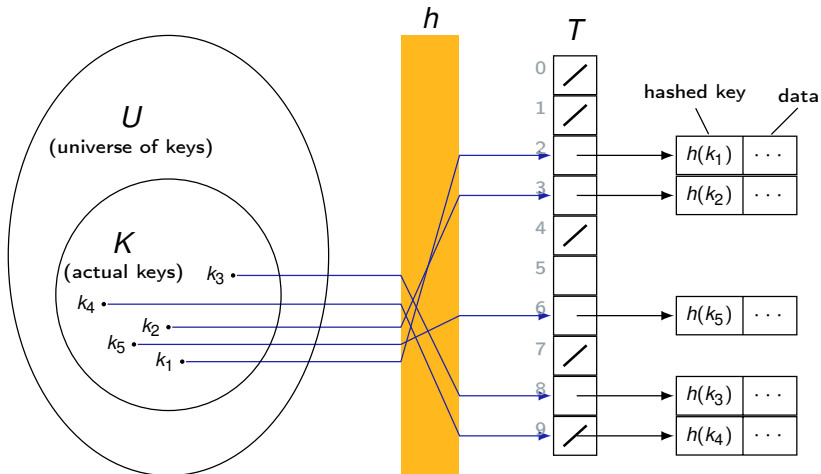 h
T
U
(universe of keys)
K
(actual keys)
k3
k4
k2
k5
k1
0
1
2
3
4
5
6
7
8
9
hashed key
data
h(k1) ···
h(k2) ···
h(k5) ···
h(k3) ···
h(k4) ···